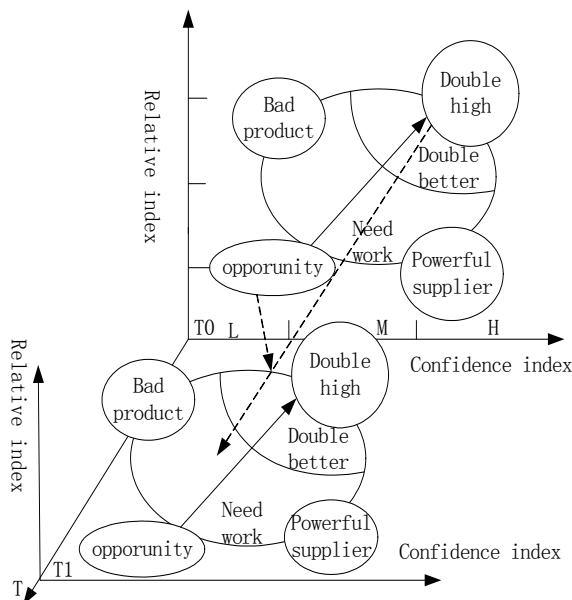 Relative index
Bad
product
Double
high
Double
better
Need
work
opporunity
Powerful
supplier
T0
L
M
H
Confidence index
Relative index
Bad
product
Double
high
Double
better
Need
work
opporunity
Powerful
supplier
Confidence index
T1
T